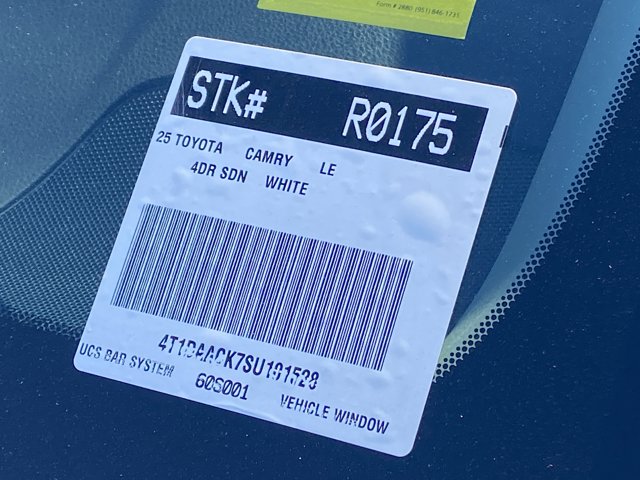 Form # 2880 (951) 846-1735
STK# R0175
25 TOYOTA CAMRY LE
4DR SDN WHITE
4T1DAACK7SU191528
UCS BAR SYSTEM 60S001 VEHICLE WINDOW